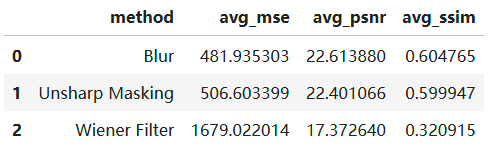 method avg_mse avg_psnr avg_ssim
0 Blur 481.935303 22.613880 0.604765
1 Unsharp Masking 506.603399 22.401066 0.599947
2 Wiener Filter 1679.022014 17.372640 0.320915